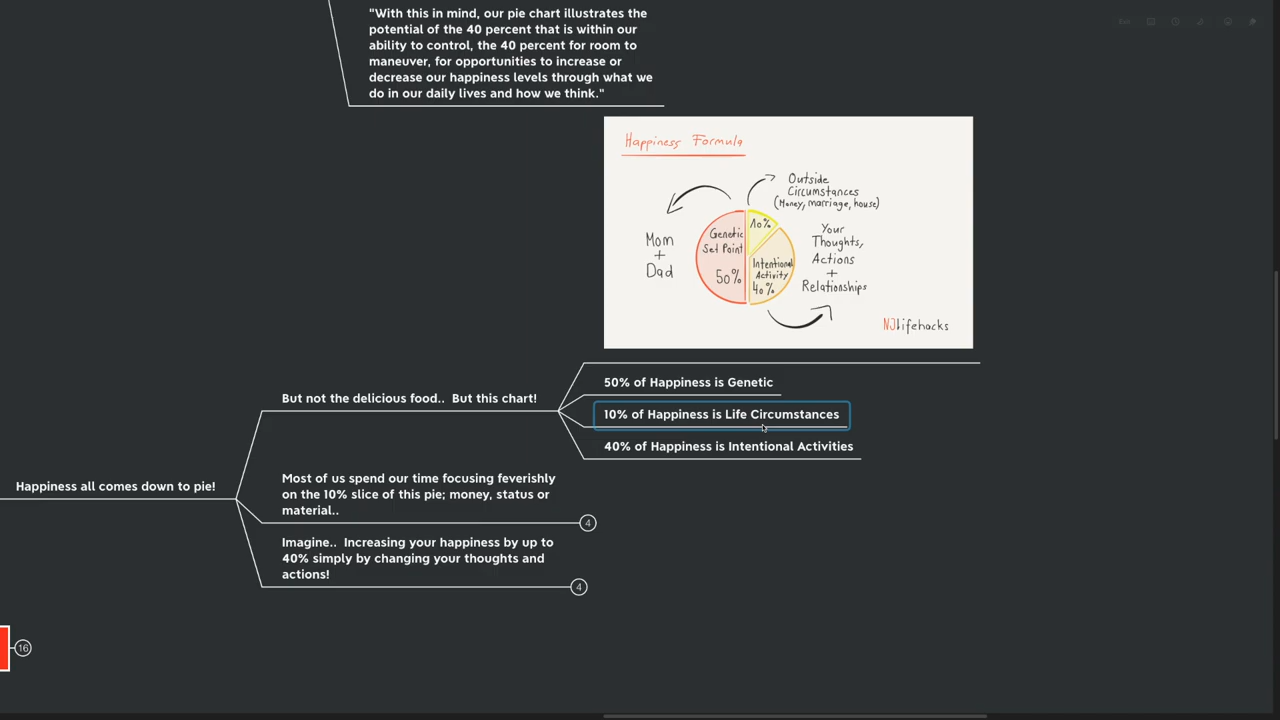 "With this in mind, our pie chart illustrates the
potential of the 40 percent that is within our
ability to control, the 40 percent for room to
maneuver, for opportunities to increase or
decrease our happiness levels through what we
do in our daily lives and how we think."
Happiness Formula
Outside
Circumstances
(Money, marriage, house)
10%
Genetic
Set Point
50%
Mom
+
Dad
Intentional
Activity
40%
Your
Thoughts,
Actions
+
Relationships
NJlifehacks
But not the delicious food..  But this chart!
50% of Happiness is Genetic
10% of Happiness is Life Circumstances
40% of Happiness is Intentional Activities
Happiness all comes down to pie!
Most of us spend our time focusing feverishly
on the 10% slice of this pie; money, status or
material..
4
Imagine..  Increasing your happiness by up to
40% simply by changing your thoughts and
actions!
4
16